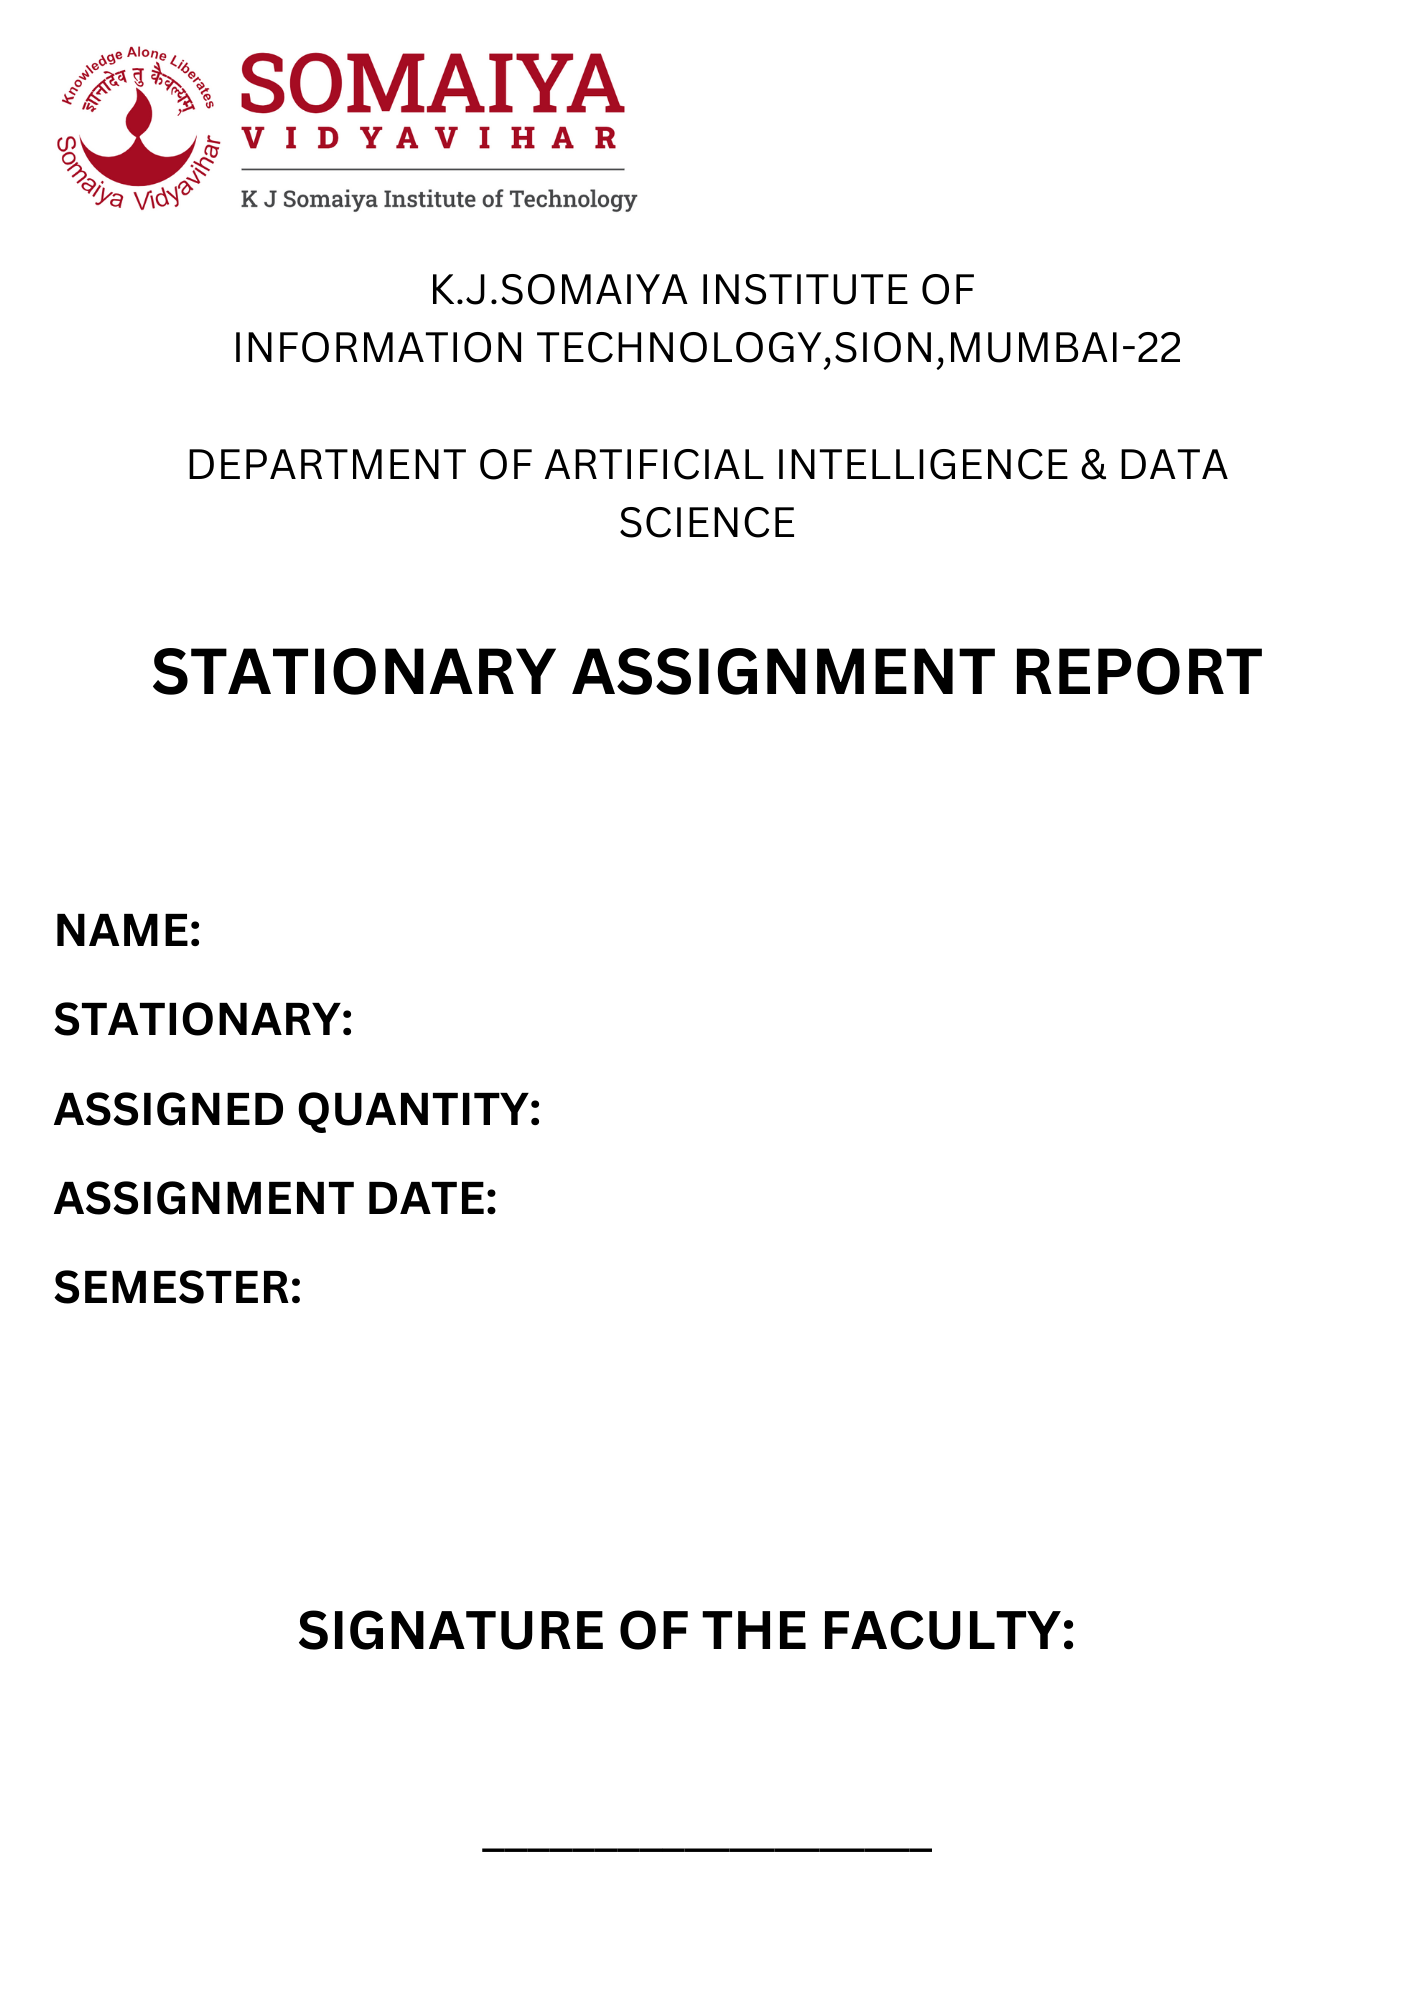 Knowledge Alone Liberates
ज्ञानादेव तु कैवल्यम्
Somaiya Vidyavihar
SOMAIYA
VIDYAVIHAR
K J Somaiya Institute of Technology
K.J.SOMAIYA INSTITUTE OF
INFORMATION TECHNOLOGY,SION,MUMBAI-22
DEPARTMENT OF ARTIFICIAL INTELLIGENCE & DATA
SCIENCE
STATIONARY ASSIGNMENT REPORT
NAME:
STATIONARY:
ASSIGNED QUANTITY:
ASSIGNMENT DATE:
SEMESTER:
SIGNATURE OF THE FACULTY:
____________________